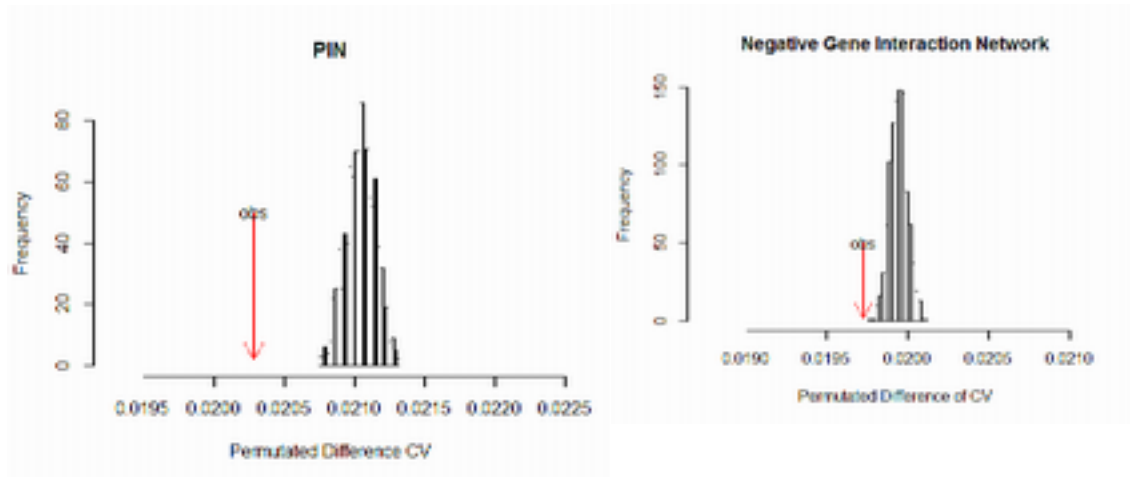 PIN
Frequency
80
60
40
20
0
obs
0.0195 0.0200 0.0205 0.0210 0.0215 0.0220 0.0225
Permutated Difference CV
Negative Gene Interaction Network
Frequency
150
100
50
0
obs
0.0190 0.0195 0.0200 0.0205 0.0210
Permutated Difference of CV